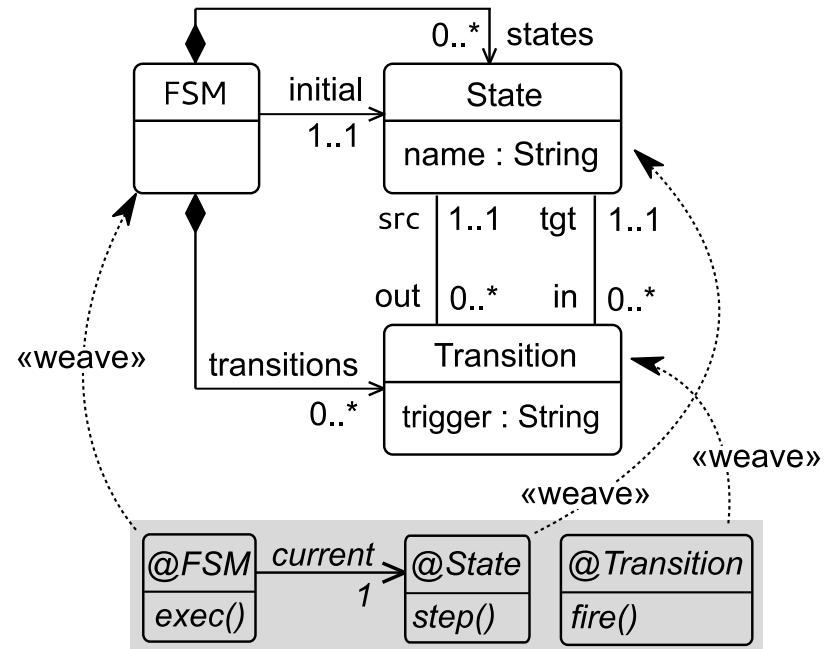 0..* states
FSM
initial
1..1
State
name : String
src 1..1 tgt 1..1
out 0..* in 0..*
«weave»
transitions
0..*
Transition
trigger : String
«weave»
«weave»
@FSM
exec()
current
1
@State
step()
@Transition
fire()